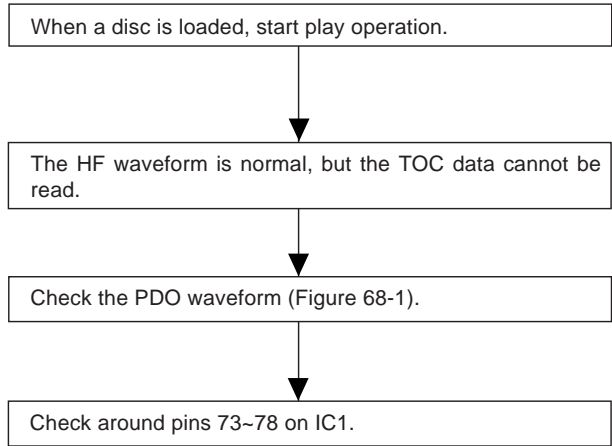 When a disc is loaded, start play operation.
The HF waveform is normal, but the TOC data cannot be
read.
Check the PDO waveform (Figure 68-1).
Check around pins 73~78 on IC1.